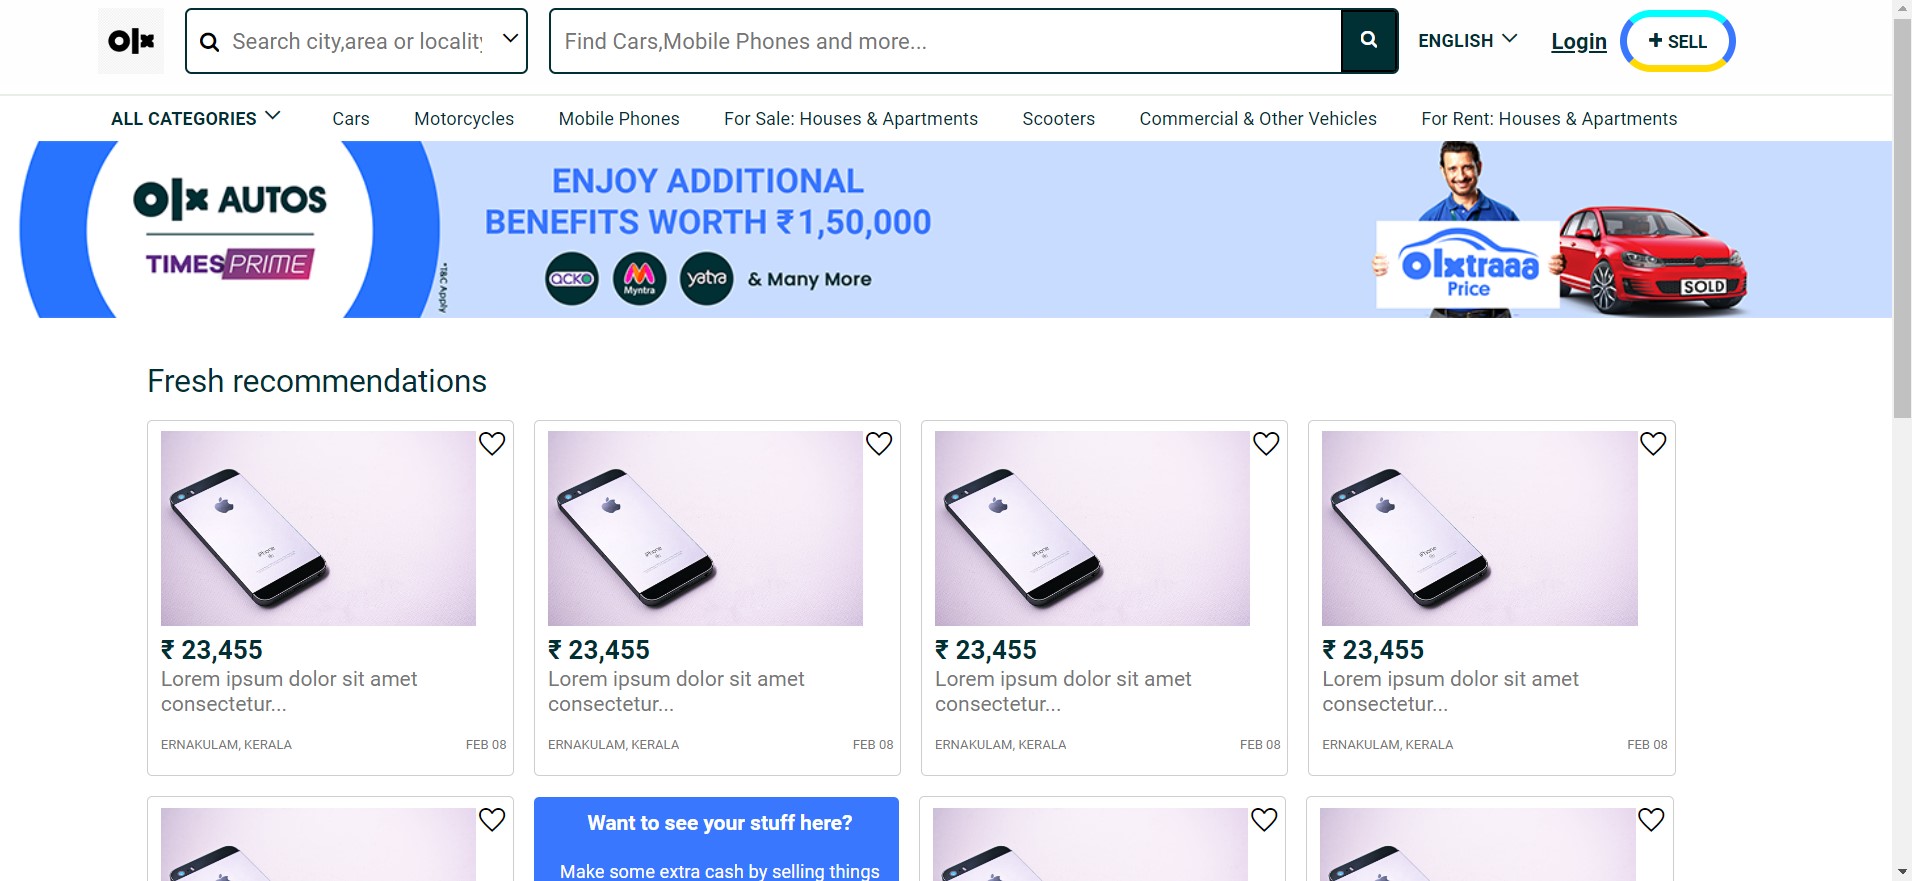 olx
Search city,area or locality
Find Cars,Mobile Phones and more...
ENGLISH
Login
+ SELL
ALL CATEGORIES
Cars
Motorcycles
Mobile Phones
For Sale: Houses & Apartments
Scooters
Commercial & Other Vehicles
For Rent: Houses & Apartments
olx AUTOS
TIMES PRIME
*T&C Apply
ENJOY ADDITIONAL
BENEFITS WORTH ₹1,50,000
acko
Myntra
yatra
& Many More
olxtraaa
Price
SOLD
Fresh recommendations
iPhone
iPhone
iPhone
iPhone
₹ 23,455
Lorem ipsum dolor sit amet
consectetur...
ERNAKULAM, KERALA
FEB 08
₹ 23,455
Lorem ipsum dolor sit amet
consectetur...
ERNAKULAM, KERALA
FEB 08
₹ 23,455
Lorem ipsum dolor sit amet
consectetur...
ERNAKULAM, KERALA
FEB 08
₹ 23,455
Lorem ipsum dolor sit amet
consectetur...
ERNAKULAM, KERALA
FEB 08
Want to see your stuff here?
Make some extra cash by selling things